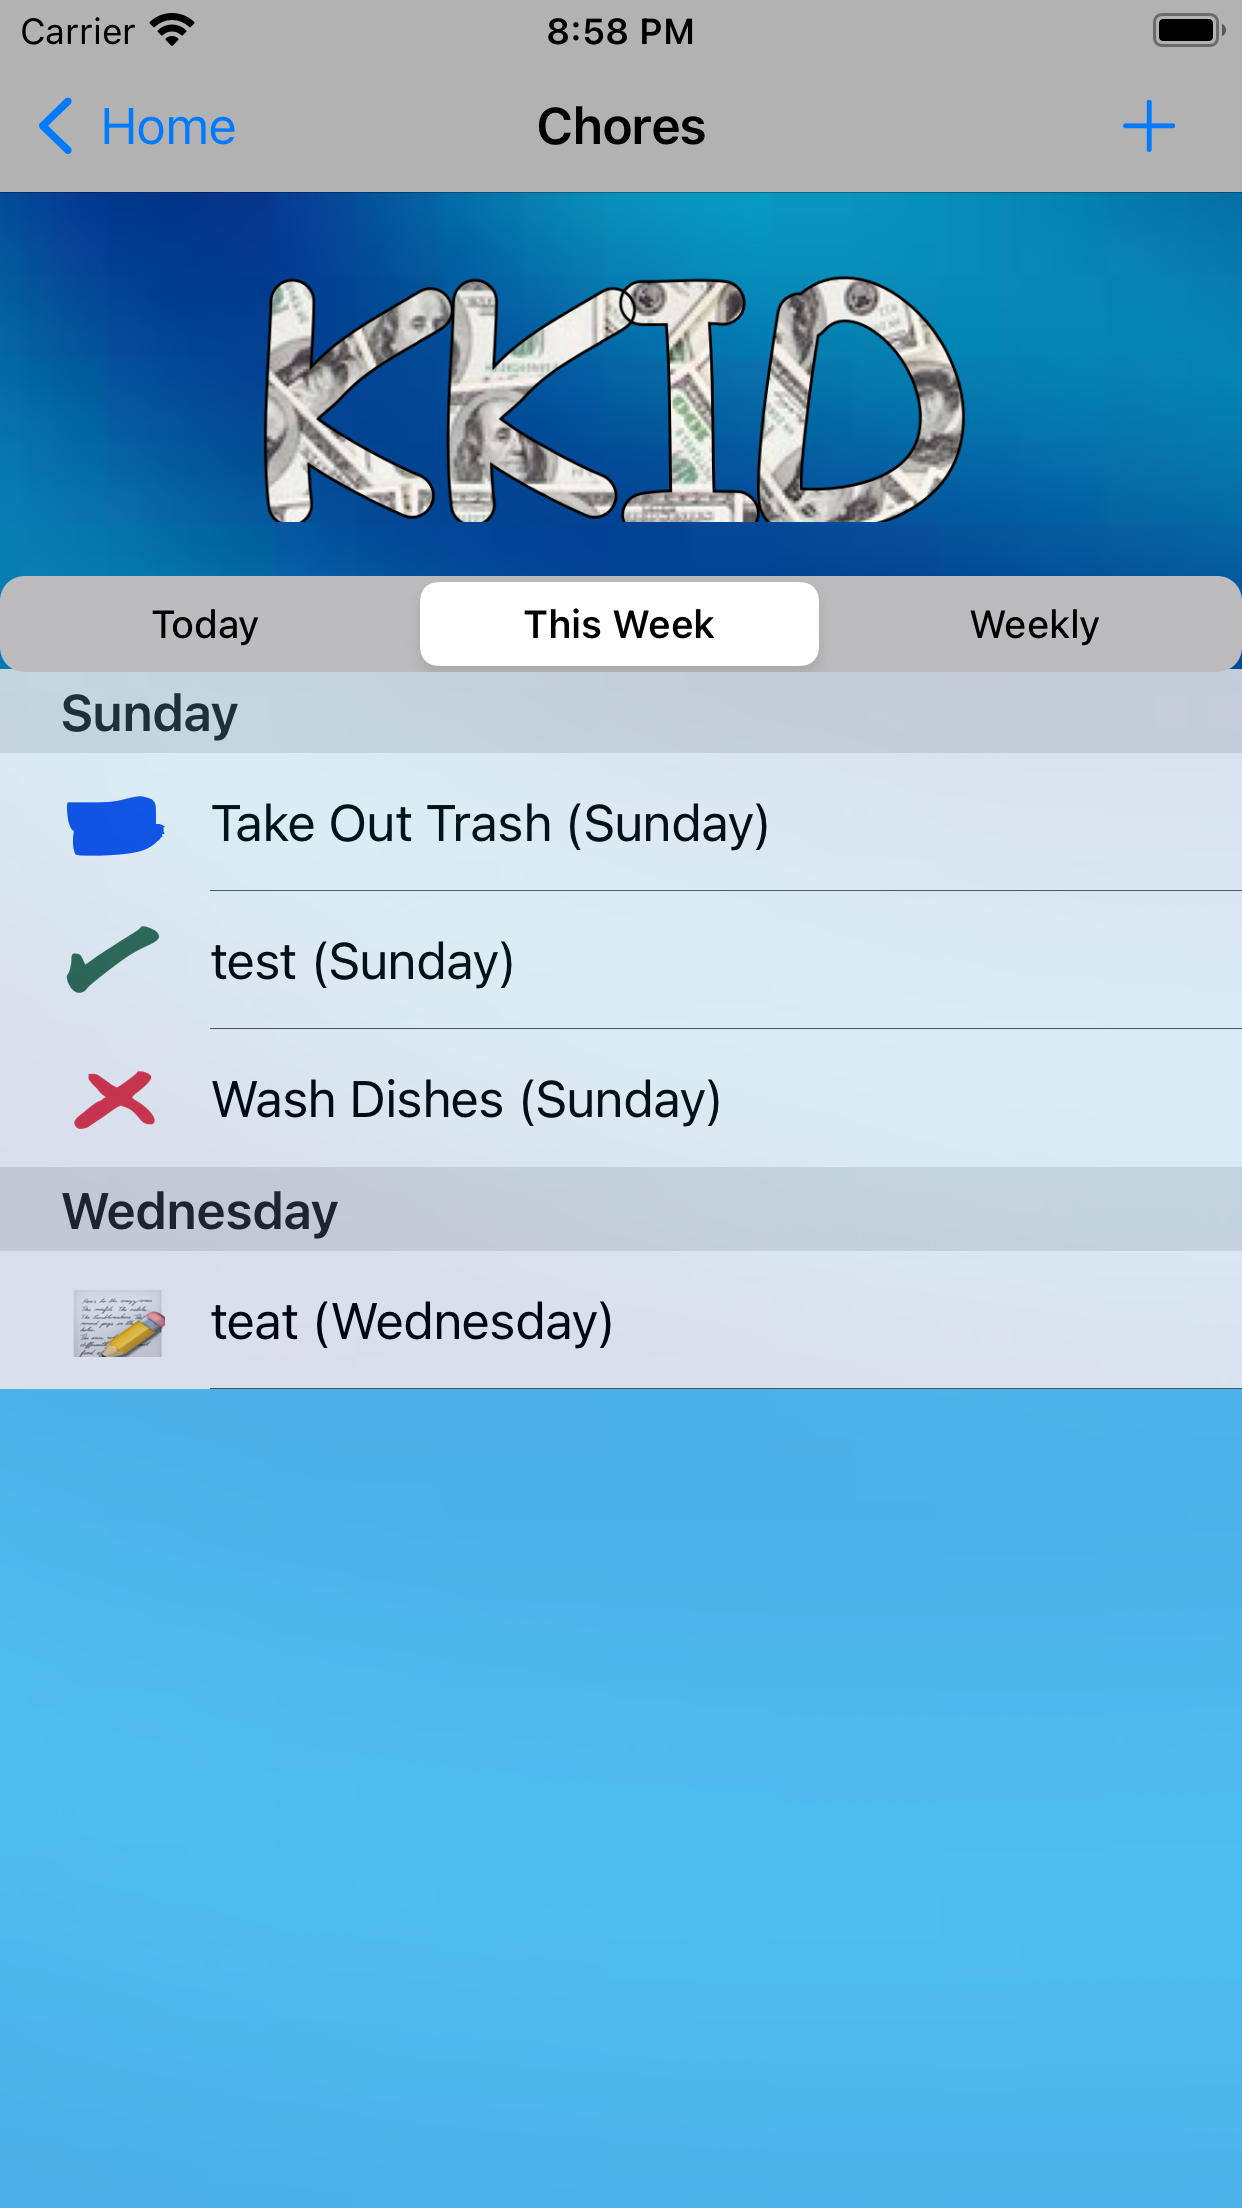 Carrier 8:58 PM
Home Chores
KKID
Today This Week Weekly
Sunday
Take Out Trash (Sunday)
test (Sunday)
Wash Dishes (Sunday)
Wednesday
teat (Wednesday)